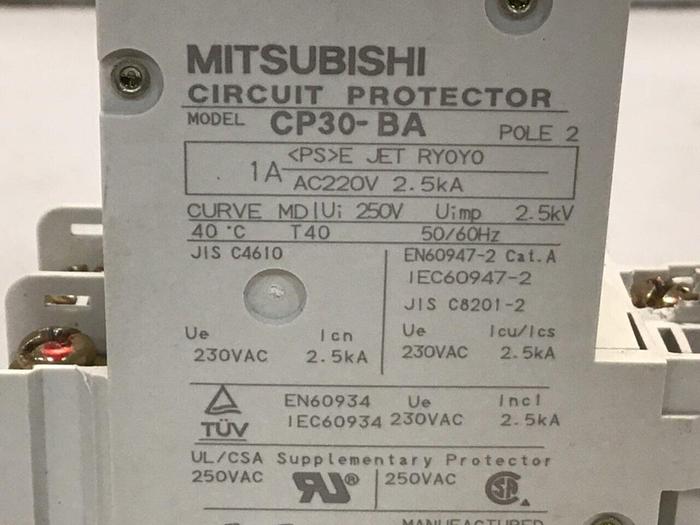 MITSUBISHI
CIRCUIT PROTECTOR
MODEL CP30-BA POLE 2
1A <PS>E JET RYOYO
AC220V 2.5kA
CURVE MD Ui 250V Uimp 2.5kV
40 °C T40 50/60Hz
JIS C4610
EN60947-2 Cat.A
IEC60947-2
JIS C8201-2
Ue Icn
230VAC 2.5kA
Ue Icu/Ics
230VAC 2.5kA
TÜV
EN60934 Ue Incl
IEC60934 230VAC 2.5kA
UL/CSA Supplementary Protector
250VAC RU® 250VAC SA
MANUFACTURED